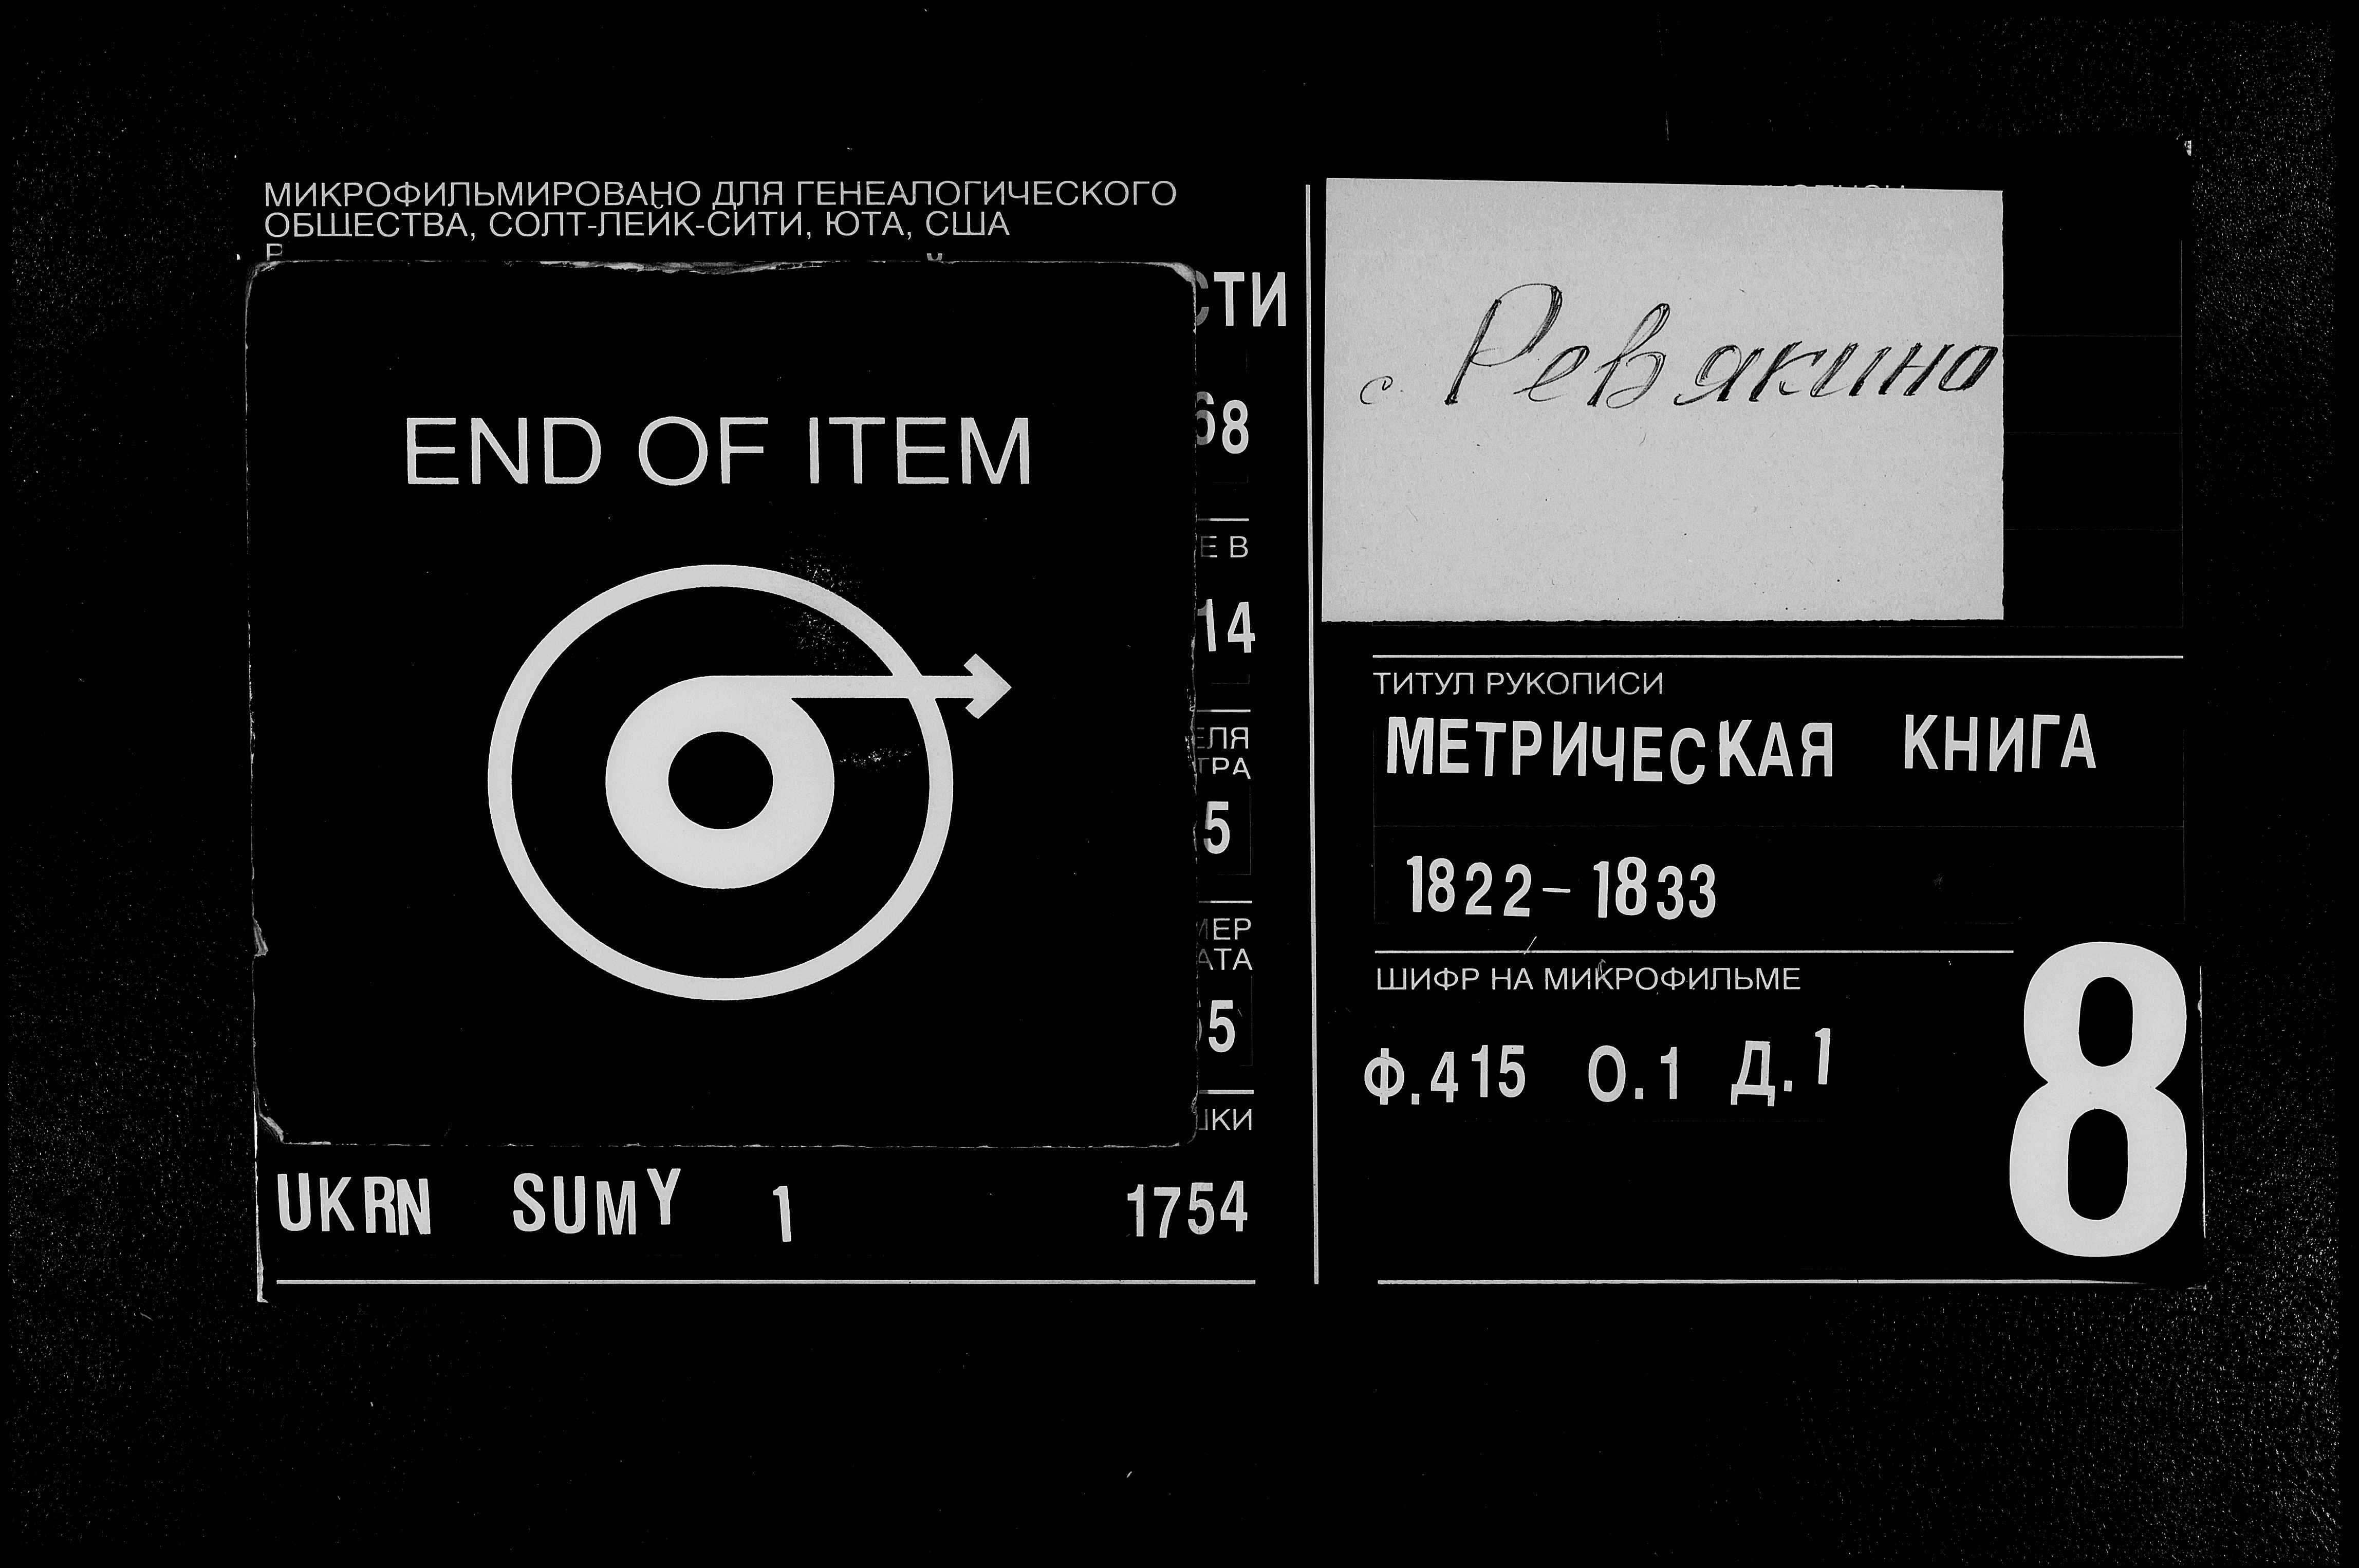 МИКРОФИЛЬМИРОВАНО ДЛЯ ГЕНЕАЛОГИЧЕСКОГО
ОБЩЕСТВА, СОЛТ-ЛЕЙК-СИТИ, ЮТА, США
END OF ITEM
СТИ
68
Е В
14
ЕЛЯ
ТРА
5
МЕР
АТА
5
ШКИ
UKRN SUMY 1 1754
с. Ревякино
ТИТУЛ РУКОПИСИ
МЕТРИЧЕСКАЯ КНИГА
1822-1833
ШИФР НА МИКРОФИЛЬМЕ
Ф.415 О.1 Д.1
8